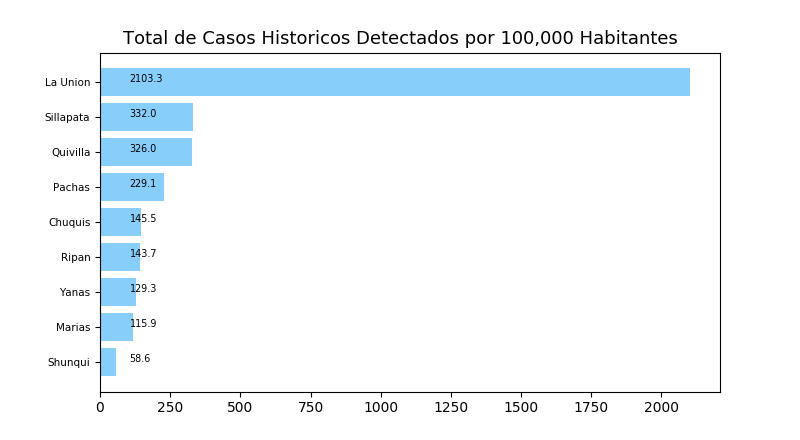 Total de Casos Historicos Detectados por 100,000 Habitantes
La Union 2103.3
Sillapata 332.0
Quivilla 326.0
Pachas 229.1
Chuquis 145.5
Ripan 143.7
Yanas 129.3
Marias 115.9
Shunqui 58.6
0 250 500 750 1000 1250 1500 1750 2000